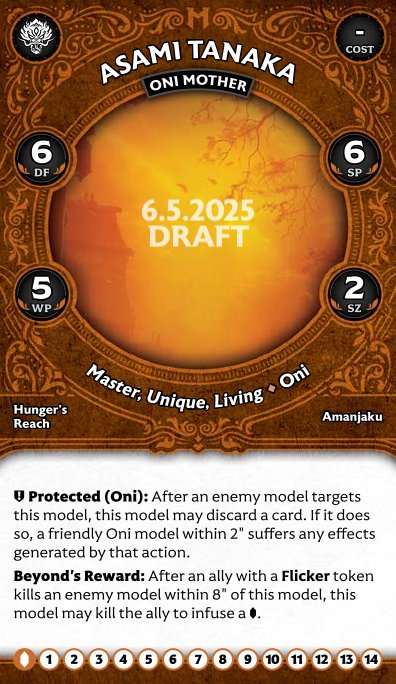 -
COST
ASAMI TANAKA
ONI MOTHER
6
DF
6
SP
6.5.2025
DRAFT
5
WP
2
SZ
Master, Unique, Living ⬥ Oni
Hunger's
Reach
Amanjaku
Protected (Oni): After an enemy model targets
this model, this model may discard a card. If it does
so, a friendly Oni model within 2" suffers any effects
generated by that action.
Beyond's Reward: After an ally with a Flicker token
kills an enemy model within 8" of this model, this
model may kill the ally to infuse a ⬮.
1 2 3 4 5 6 7 8 9 10 11 12 13 14